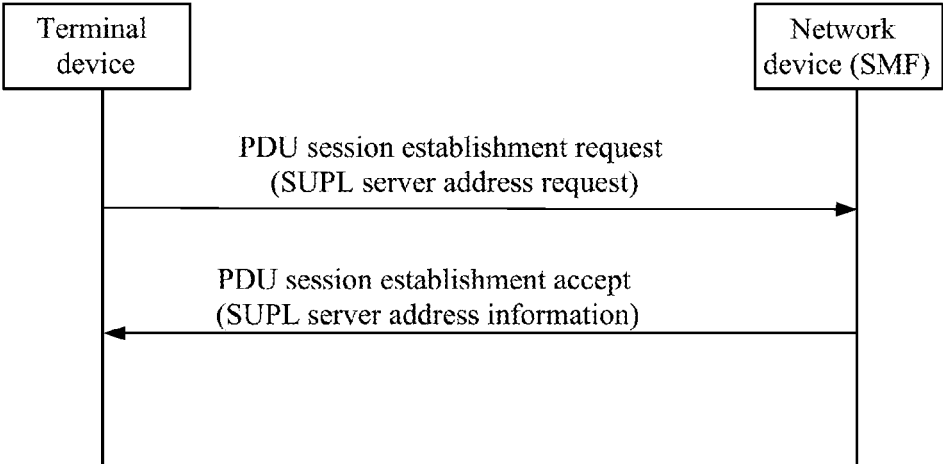 Terminal
device
Network
device (SMF)
PDU session establishment request
(SUPL server address request)
PDU session establishment accept
(SUPL server address information)